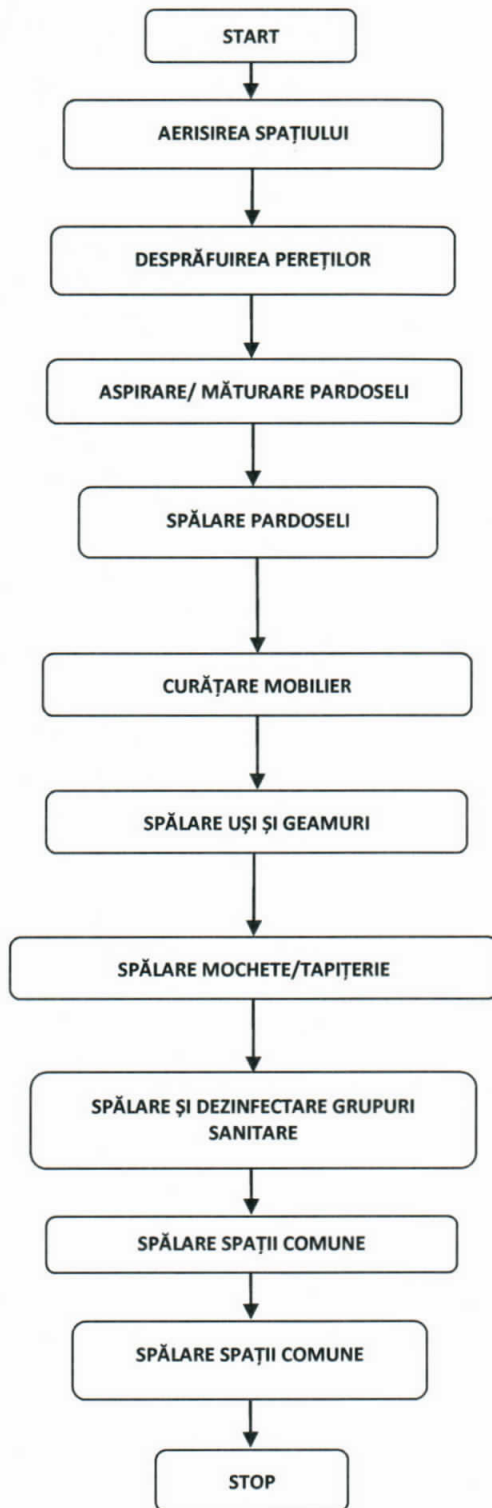 START
AERISIREA SPAȚIULUI
DESPRĂFUIREA PEREȚILOR
ASPIRARE/ MĂTURARE PARDOSELI
SPĂLARE PARDOSELI
CURĂȚARE MOBILIER
SPĂLARE UȘI ȘI GEAMURI
SPĂLARE MOCHETE/TAPIȚERIE
SPĂLARE ȘI DEZINFECTARE GRUPURI
SANITARE
SPĂLARE SPAȚII COMUNE
SPĂLARE SPAȚII COMUNE
STOP